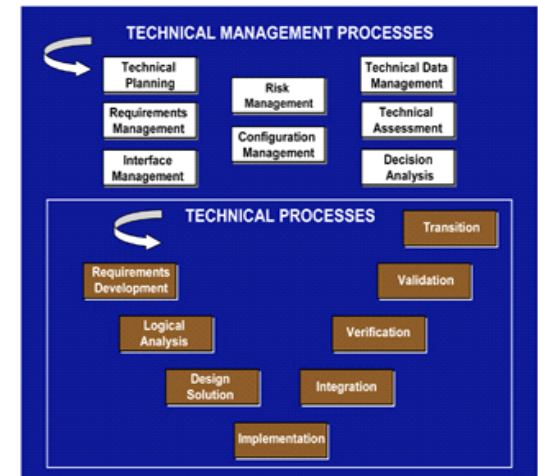 TECHNICAL MANAGEMENT PROCESSES
Technical
Planning
Risk
Management
Technical Data
Management
Requirements
Management
Configuration
Management
Technical
Assessment
Interface
Management
Decision
Analysis
TECHNICAL PROCESSES
Transition
Requirements
Development
Validation
Logical
Analysis
Verification
Design
Solution
Integration
Implementation